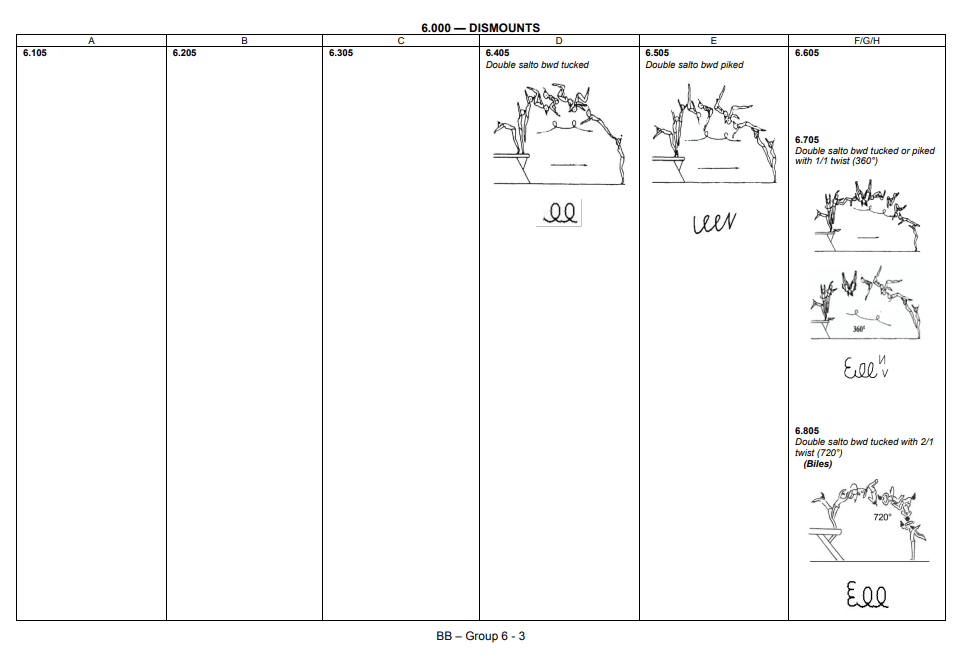 6.000 — DISMOUNTS
A B C D E F/G/H
6.105 6.205 6.305 6.405 6.505 6.605
Double salto bwd tucked Double salto bwd piked
6.705
Double salto bwd tucked or piked
with 1/1 twist (360°)
360°
6.805
Double salto bwd tucked with 2/1
twist (720°)
(Biles)
720°
BB – Group 6 - 3